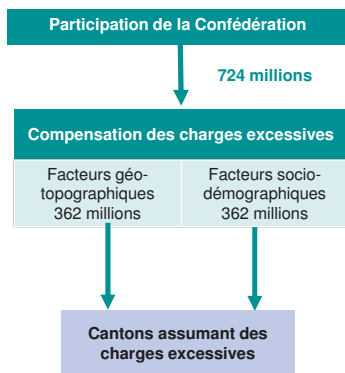 Participation de la Confédération
724 millions
Compensation des charges excessives
Facteurs géo-
topographiques
362 millions
Facteurs socio-
démographiques
362 millions
Cantons assumant des
charges excessives